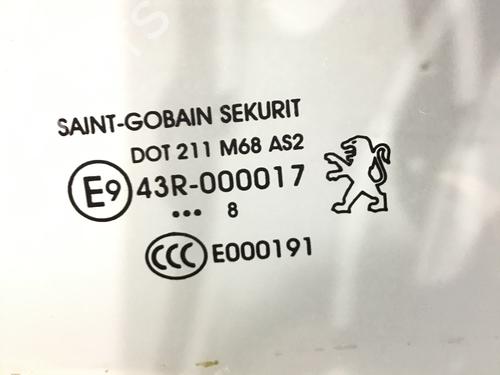 SAINT-GOBAIN SEKURIT
DOT 211 M68 AS2
E9 43R-000017
••• 8
CCC E000191